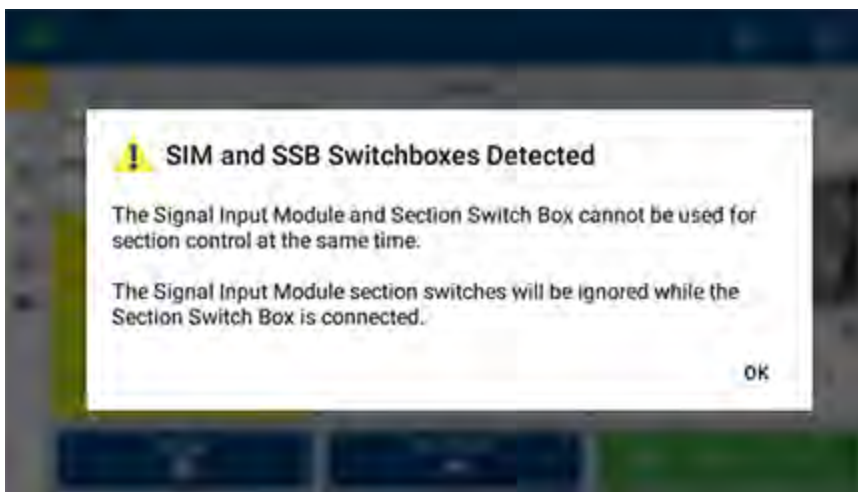 SIM and SSB Switchboxes Detected
The Signal Input Module and Section Switch Box cannot be used for
section control at the same time.
The Signal Input Module section switches will be ignored while the
Section Switch Box is connected.
OK